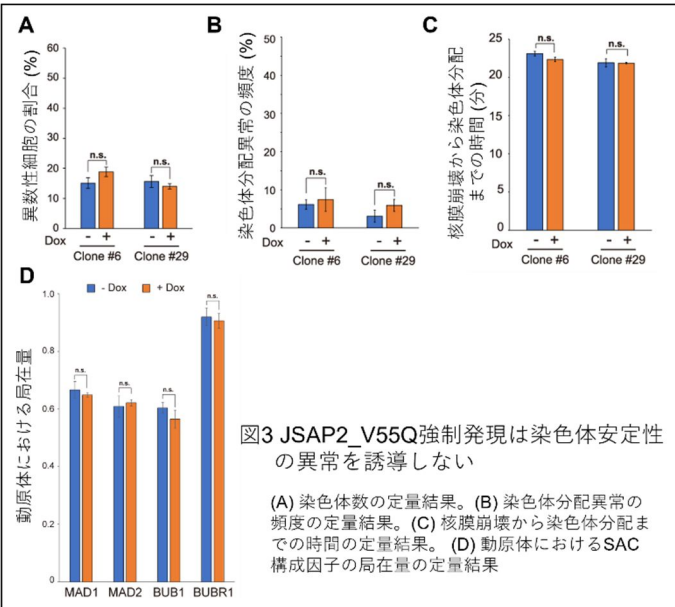 A
異数性細胞の割合 (%)
60
50
40
30
20
10
0
n.s.
n.s.
Dox - + - +
Clone #6 Clone #29
B
染色体分配異常の頻度 (%)
50
40
30
20
10
0
n.s.
n.s.
Dox - + - +
Clone #6 Clone #29
C
核膜崩壊から染色体分配
までの時間 (分)
25
20
15
10
5
0
n.s.
n.s.
Dox - + - +
Clone #6 Clone #29
D
- Dox + Dox
動原体における局在量
1.0
0.8
0.6
0.4
0.2
0
n.s.
n.s.
n.s.
n.s.
MAD1 MAD2 BUB1 BUBR1
図3 JSAP2_V55Q強制発現は染色体安定性
の異常を誘導しない
(A) 染色体数の定量結果。(B) 染色体分配異常の
頻度の定量結果。(C) 核膜崩壊から染色体分配ま
での時間の定量結果。 (D) 動原体におけるSAC
構成因子の局在量の定量結果